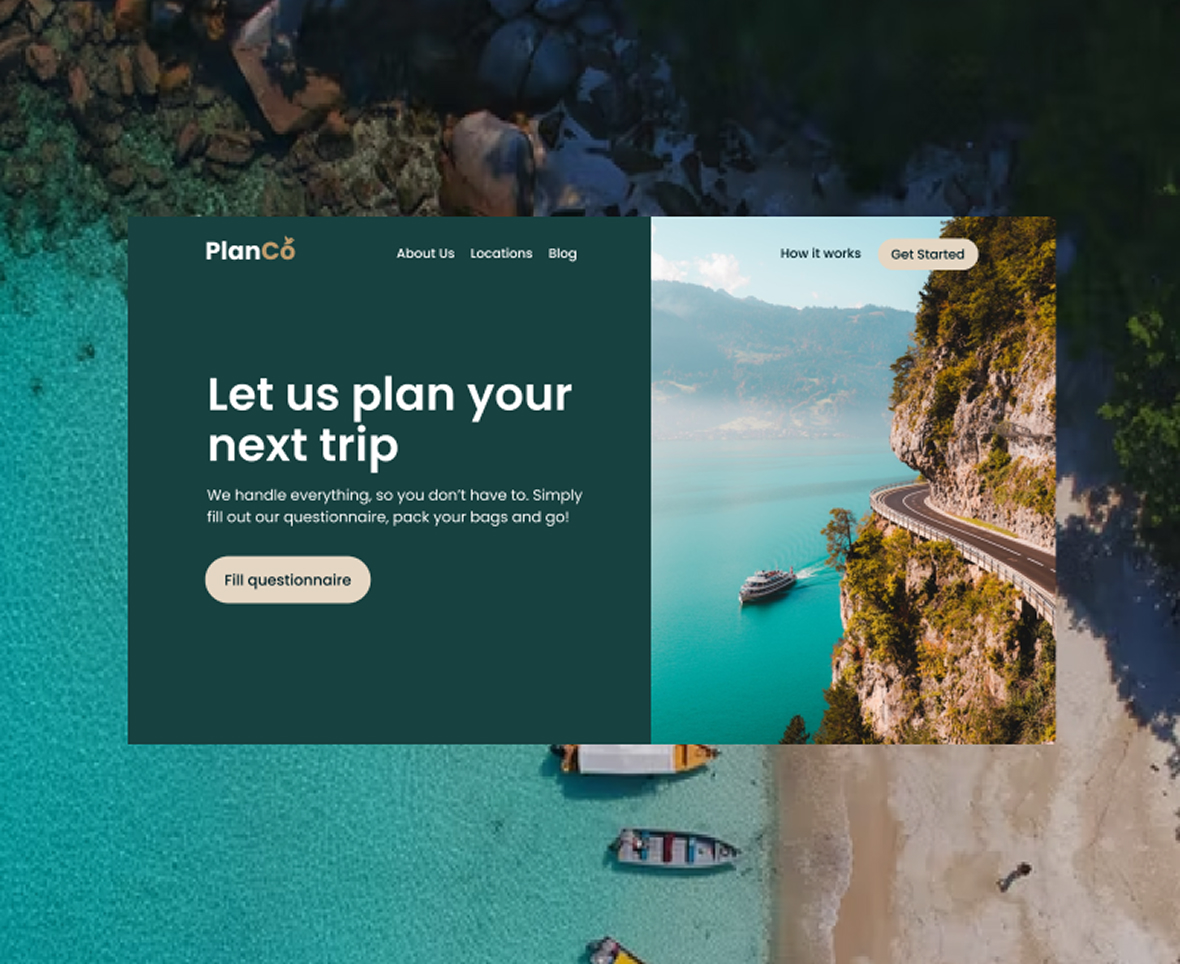 PlanCo
About Us Locations Blog
How it works Get Started
Let us plan your
next trip
We handle everything, so you don't have to. Simply
fill out our questionnaire, pack your bags and go!
Fill questionnaire